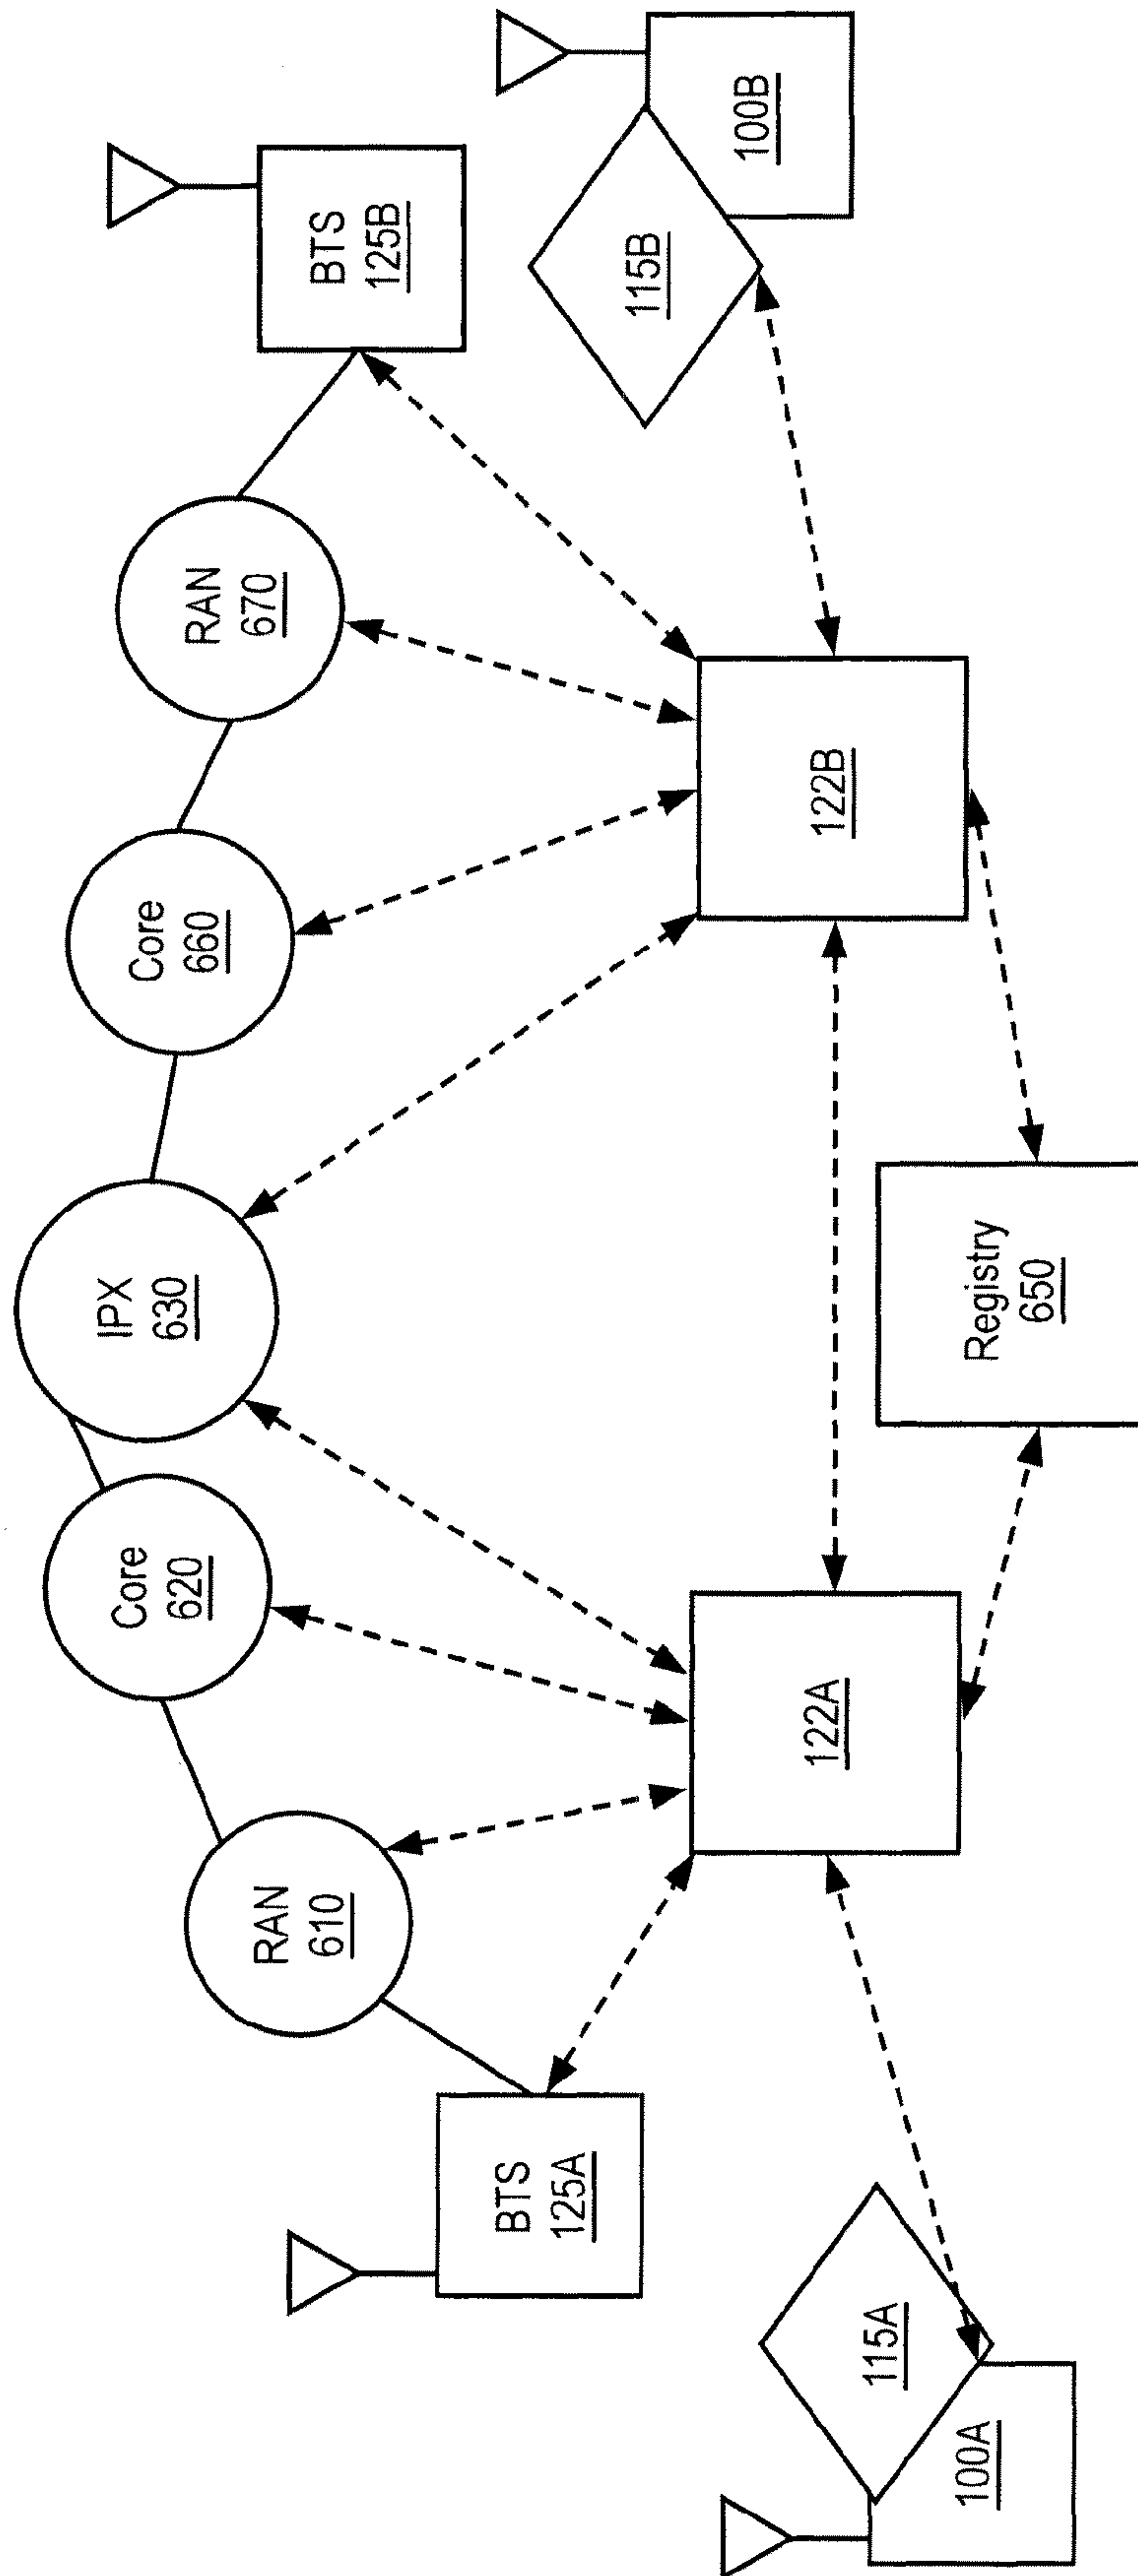 IPX
630
Core
620
Core
660
RAN
670
RAN
610
BTS
125B
BTS
125A
115B
100B
122A
122B
115A
100A
Registry
650